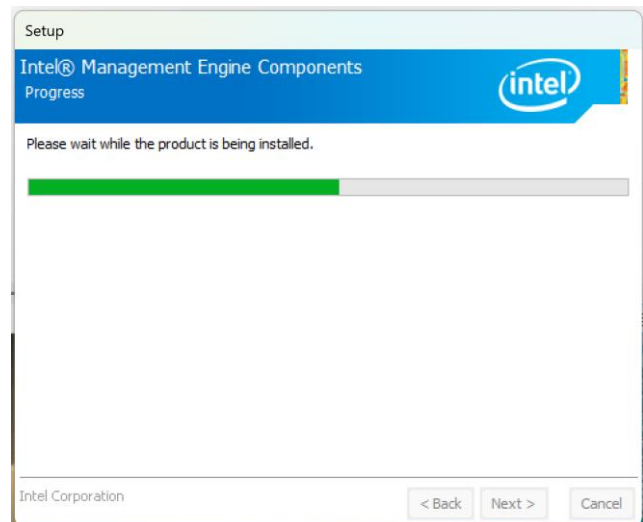 Setup
Intel® Management Engine Components
Progress
intel
Please wait while the product is being installed.
Intel Corporation
< Back
Next >
Cancel